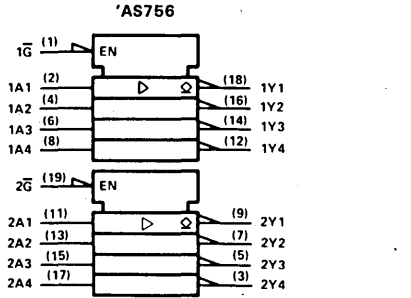 'AS756
1G̅ (1) EN
1A1 (2) (18) 1Y1
1A2 (4) (16) 1Y2
1A3 (6) (14) 1Y3
1A4 (8) (12) 1Y4
2G̅ (19) EN
2A1 (11) (9) 2Y1
2A2 (13) (7) 2Y2
2A3 (15) (5) 2Y3
2A4 (17) (3) 2Y4